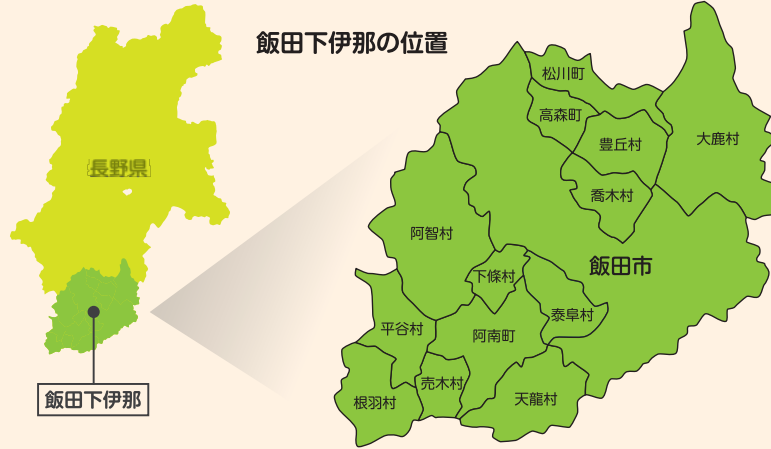 飯田下伊那の位置
長野県
飯田下伊那
松川町
高森町
豊丘村
大鹿村
喬木村
阿智村
飯田市
下條村
泰阜村
平谷村
阿南町
売木村
根羽村
天龍村